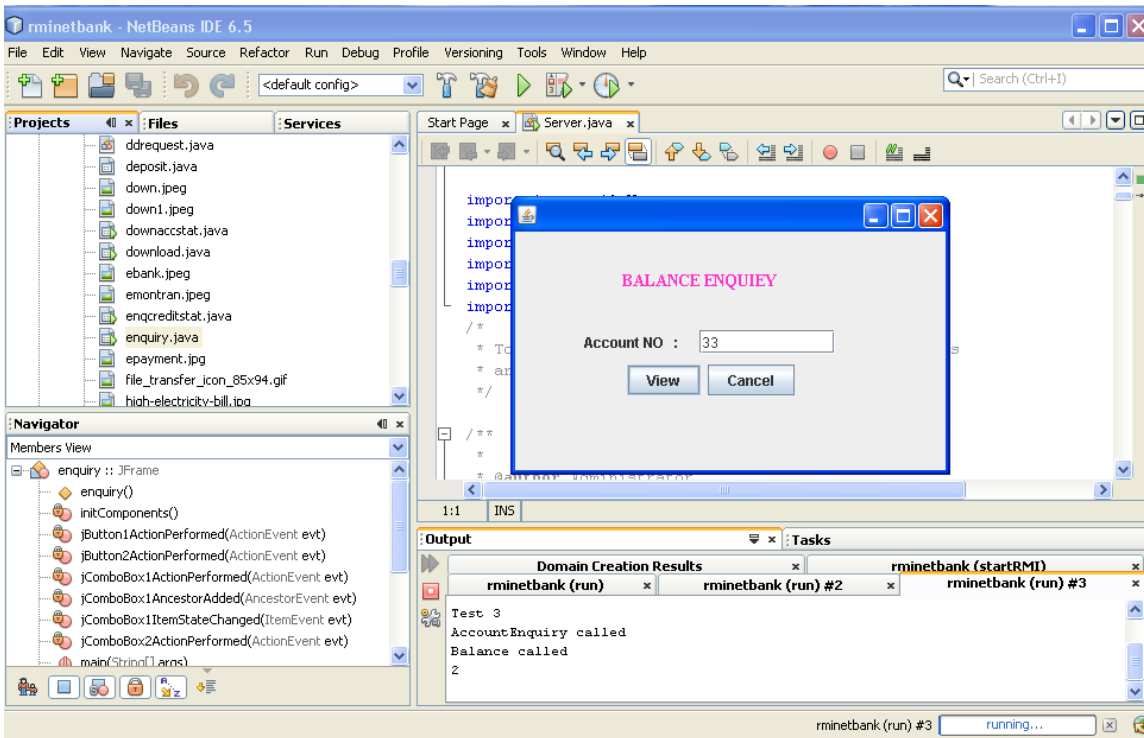 rminetbank - NetBeans IDE 6.5
File Edit View Navigate Source Refactor Run Debug Profile Versioning Tools Window Help
<default config>
Search (Ctrl+I)
Projects Files Services
ddrequest.java
deposit.java
down.jpeg
down1.jpeg
downaccstat.java
download.java
ebank.jpeg
emontran.jpeg
enqcreditstat.java
enquiry.java
epayment.jpg
file_transfer_icon_85x94.gif
high-electricity-bill.jpg
Navigator
Members View
enquiry :: JFrame
enquiry()
initComponents()
jButton1ActionPerformed(ActionEvent evt)
jButton2ActionPerformed(ActionEvent evt)
jComboBox1ActionPerformed(ActionEvent evt)
jComboBox1AncestorAdded(AncestorEvent evt)
jComboBox1ItemStateChanged(ItemEvent evt)
jComboBox2ActionPerformed(ActionEvent evt)
main(String[] args)
Start Page Server.java
impor
impor
impor
impor
impor
impor
/*
* To
s
* an
*/
/**
*
* @author Administrator
BALANCE ENQUIEY
Account NO : 33
View Cancel
1:1 INS
Output Tasks
Domain Creation Results rminetbank (startRMI)
rminetbank (run) rminetbank (run) #2 rminetbank (run) #3
Test 3
AccountEnquiry called
Balance called
2
rminetbank (run) #3 running...